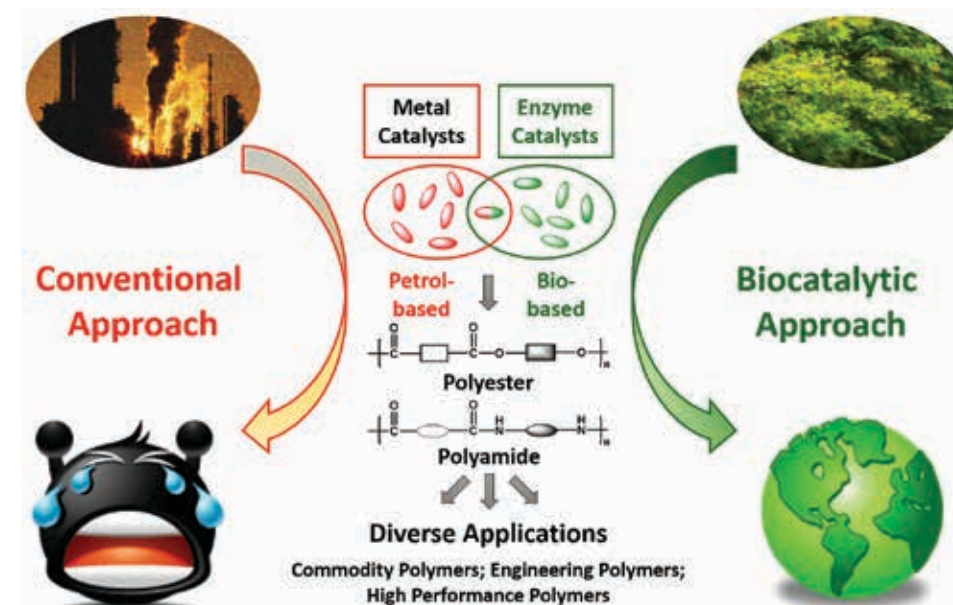 Metal
Catalysts
Enzyme
Catalysts
Conventional
Approach
Petrol-
based
Bio-
based
Biocatalytic
Approach
O O
C C O O n
Polyester
O O H H
C C N N n
Polyamide
Diverse Applications
Commodity Polymers; Engineering Polymers;
High Performance Polymers